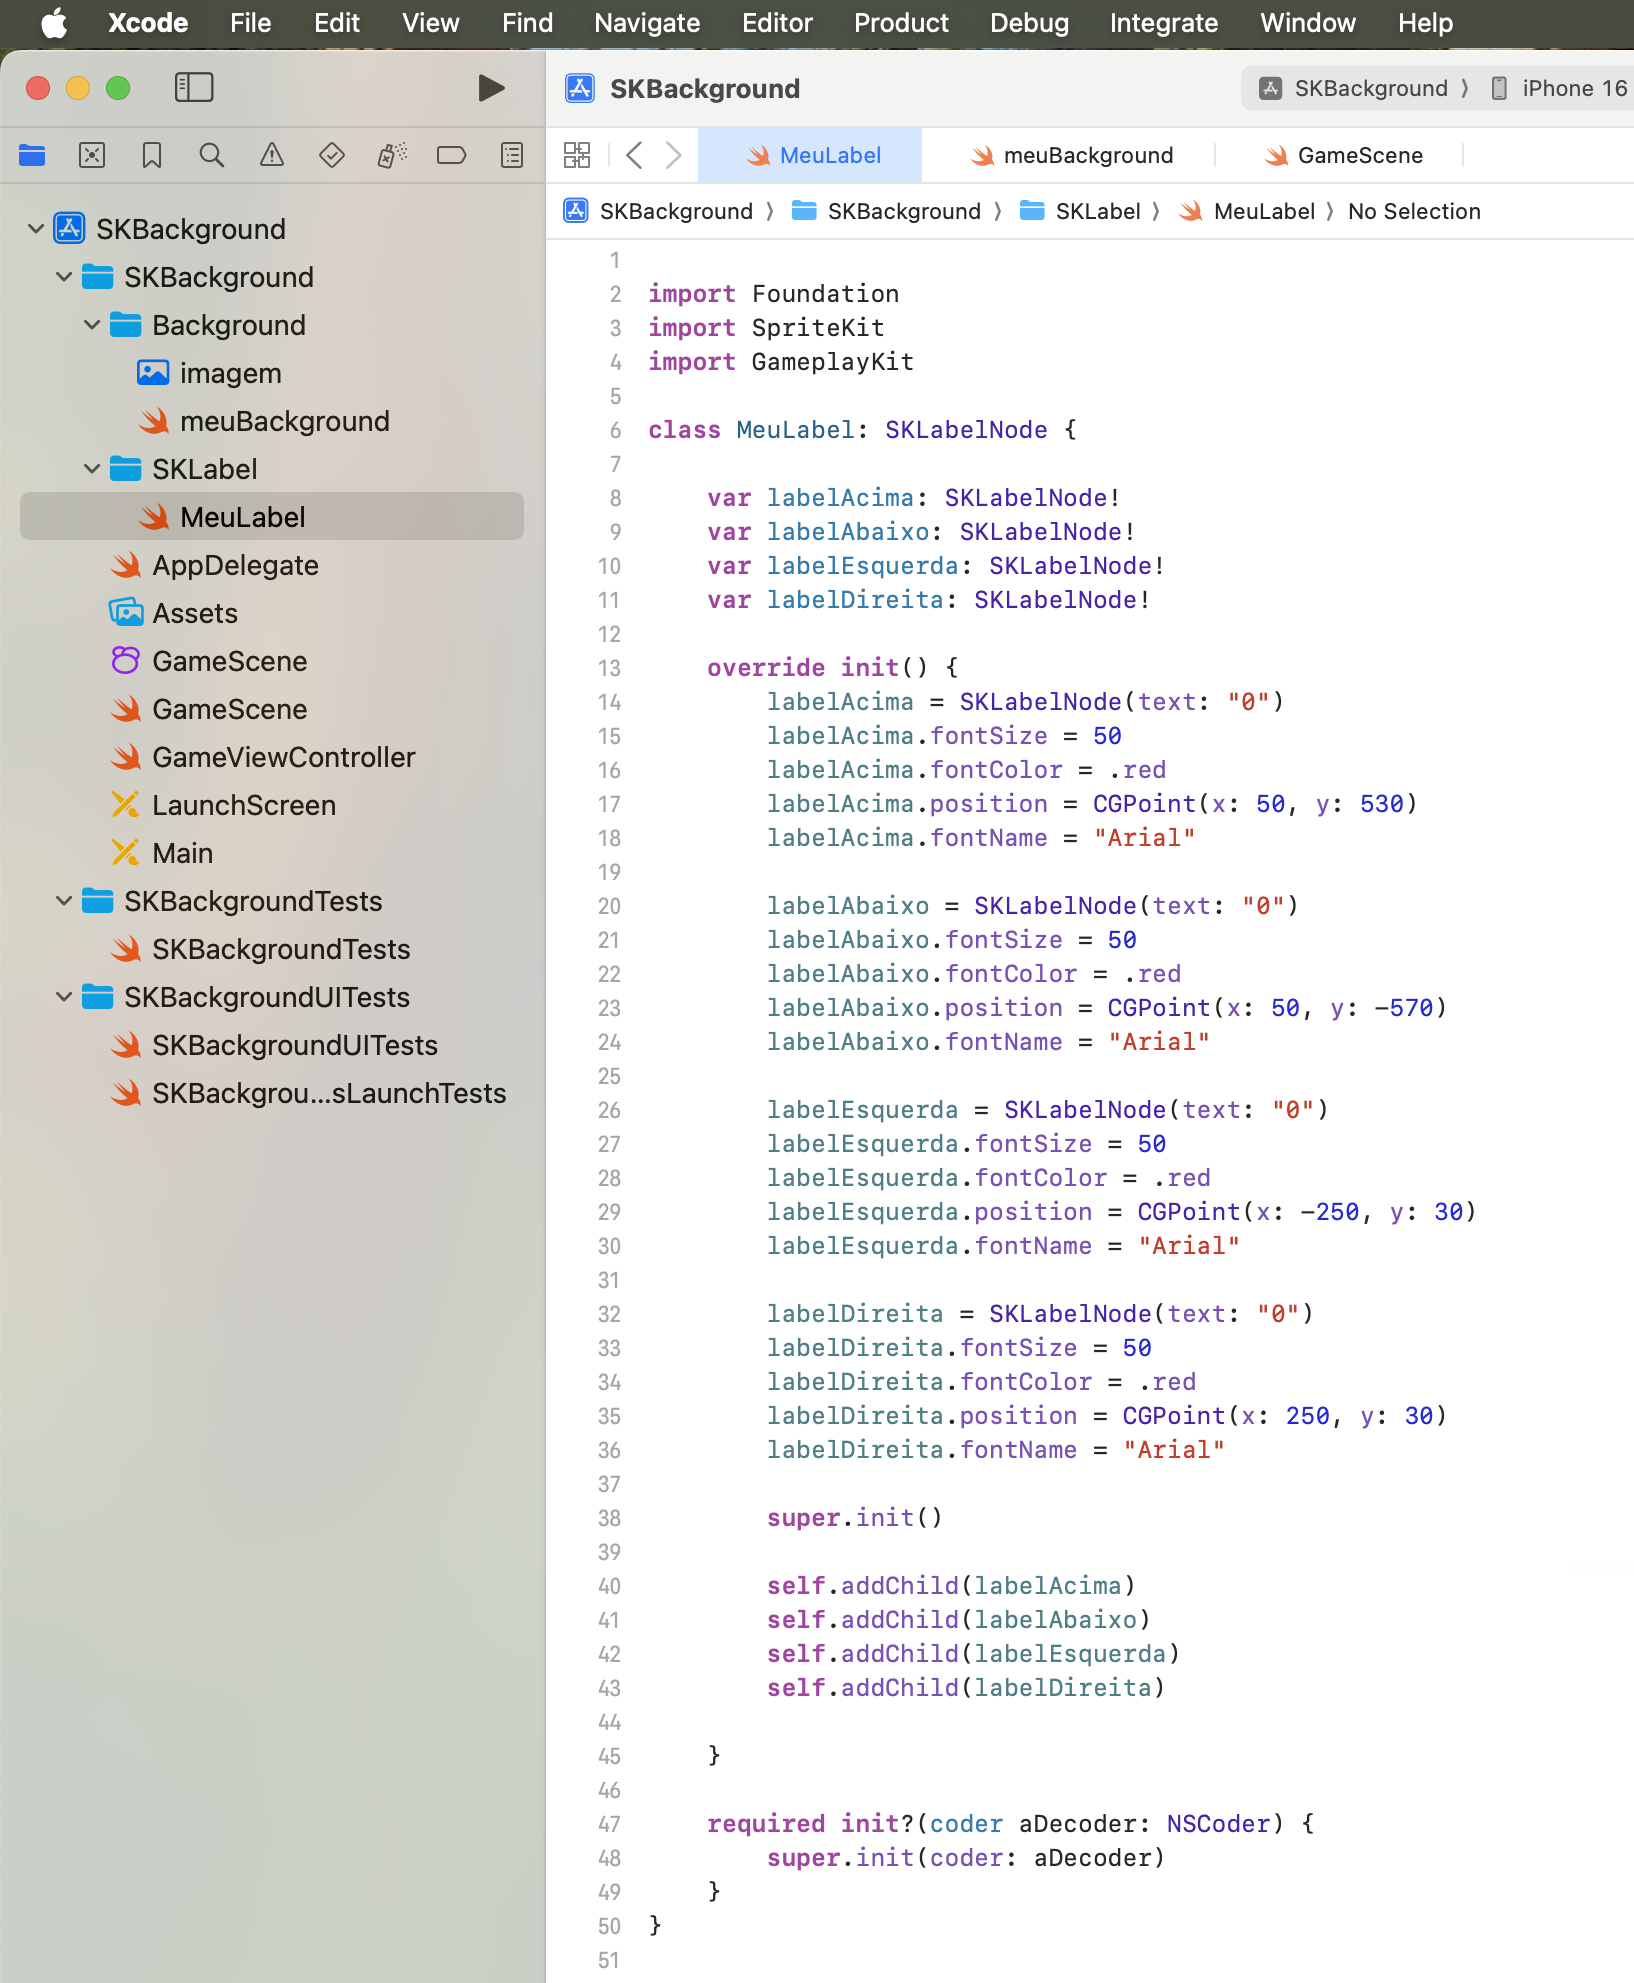 Xcode File Edit View Find Navigate Editor Product Debug Integrate Window Help
SKBackground
SKBackground 〉 iPhone 16
MeuLabel
meuBackground
GameScene
SKBackground 〉 SKBackground 〉 SKLabel 〉 MeuLabel 〉 No Selection
SKBackground
SKBackground
Background
imagem
meuBackground
SKLabel
MeuLabel
AppDelegate
Assets
GameScene
GameScene
GameViewController
LaunchScreen
Main
SKBackgroundTests
SKBackgroundTests
SKBackgroundUITests
SKBackgroundUITests
SKBackgrou...sLaunchTests
1
2 import Foundation
3 import SpriteKit
4 import GameplayKit
5
6 class MeuLabel: SKLabelNode {
7
8     var labelAcima: SKLabelNode!
9     var labelAbaixo: SKLabelNode!
10     var labelEsquerda: SKLabelNode!
11     var labelDireita: SKLabelNode!
12
13     override init() {
14         labelAcima = SKLabelNode(text: "0")
15         labelAcima.fontSize = 50
16         labelAcima.fontColor = .red
17         labelAcima.position = CGPoint(x: 50, y: 530)
18         labelAcima.fontName = "Arial"
19
20         labelAbaixo = SKLabelNode(text: "0")
21         labelAbaixo.fontSize = 50
22         labelAbaixo.fontColor = .red
23         labelAbaixo.position = CGPoint(x: 50, y: -570)
24         labelAbaixo.fontName = "Arial"
25
26         labelEsquerda = SKLabelNode(text: "0")
27         labelEsquerda.fontSize = 50
28         labelEsquerda.fontColor = .red
29         labelEsquerda.position = CGPoint(x: -250, y: 30)
30         labelEsquerda.fontName = "Arial"
31
32         labelDireita = SKLabelNode(text: "0")
33         labelDireita.fontSize = 50
34         labelDireita.fontColor = .red
35         labelDireita.position = CGPoint(x: 250, y: 30)
36         labelDireita.fontName = "Arial"
37
38         super.init()
39
40         self.addChild(labelAcima)
41         self.addChild(labelAbaixo)
42         self.addChild(labelEsquerda)
43         self.addChild(labelDireita)
44
45     }
46
47     required init?(coder aDecoder: NSCoder) {
48         super.init(coder: aDecoder)
49     }
50 }
51